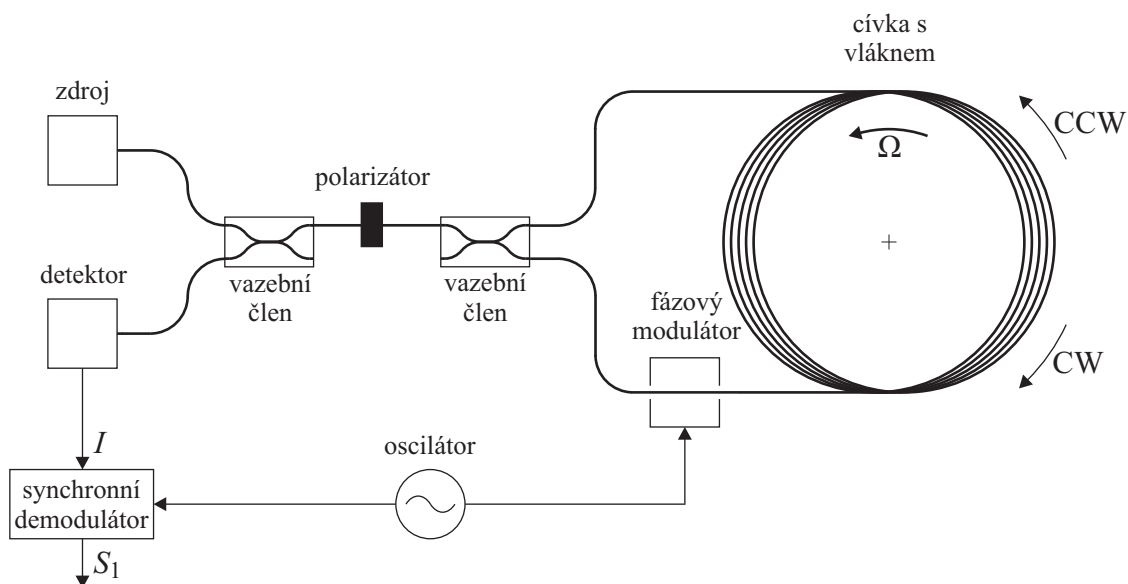 cívka s
vláknem
zdroj
CCW
Ω
polarizátor
detektor
vazební
člen
vazební
člen
fázový
modulátor
CW
I
oscilátor
synchronní
demodulátor
S1